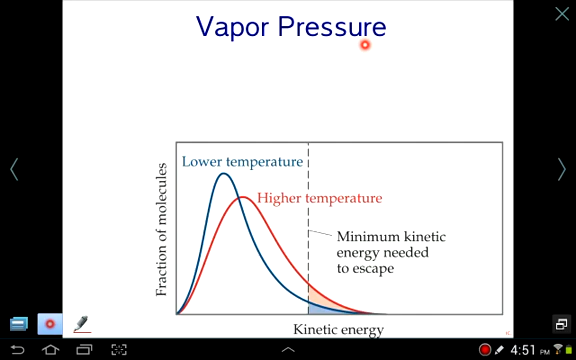 Vapor Pressure
Lower temperature
Higher temperature
Minimum kinetic
energy needed
to escape
Fraction of molecules
Kinetic energy
4:51 PM